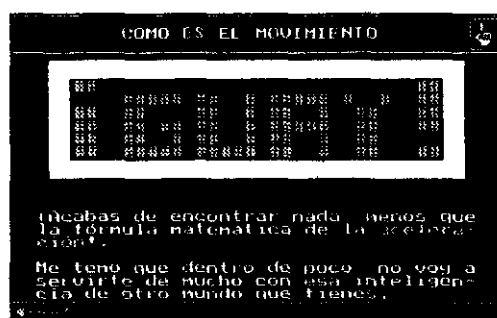 COMO ES EL MOVIMIENTO
¡Acabas de encontrar nada menos que
la fórmula matemática de la acelera-
ción!.
Me temo que dentro de poco no voy a
servirte de mucho con esa inteligen-
cia de otro mundo que tienes.